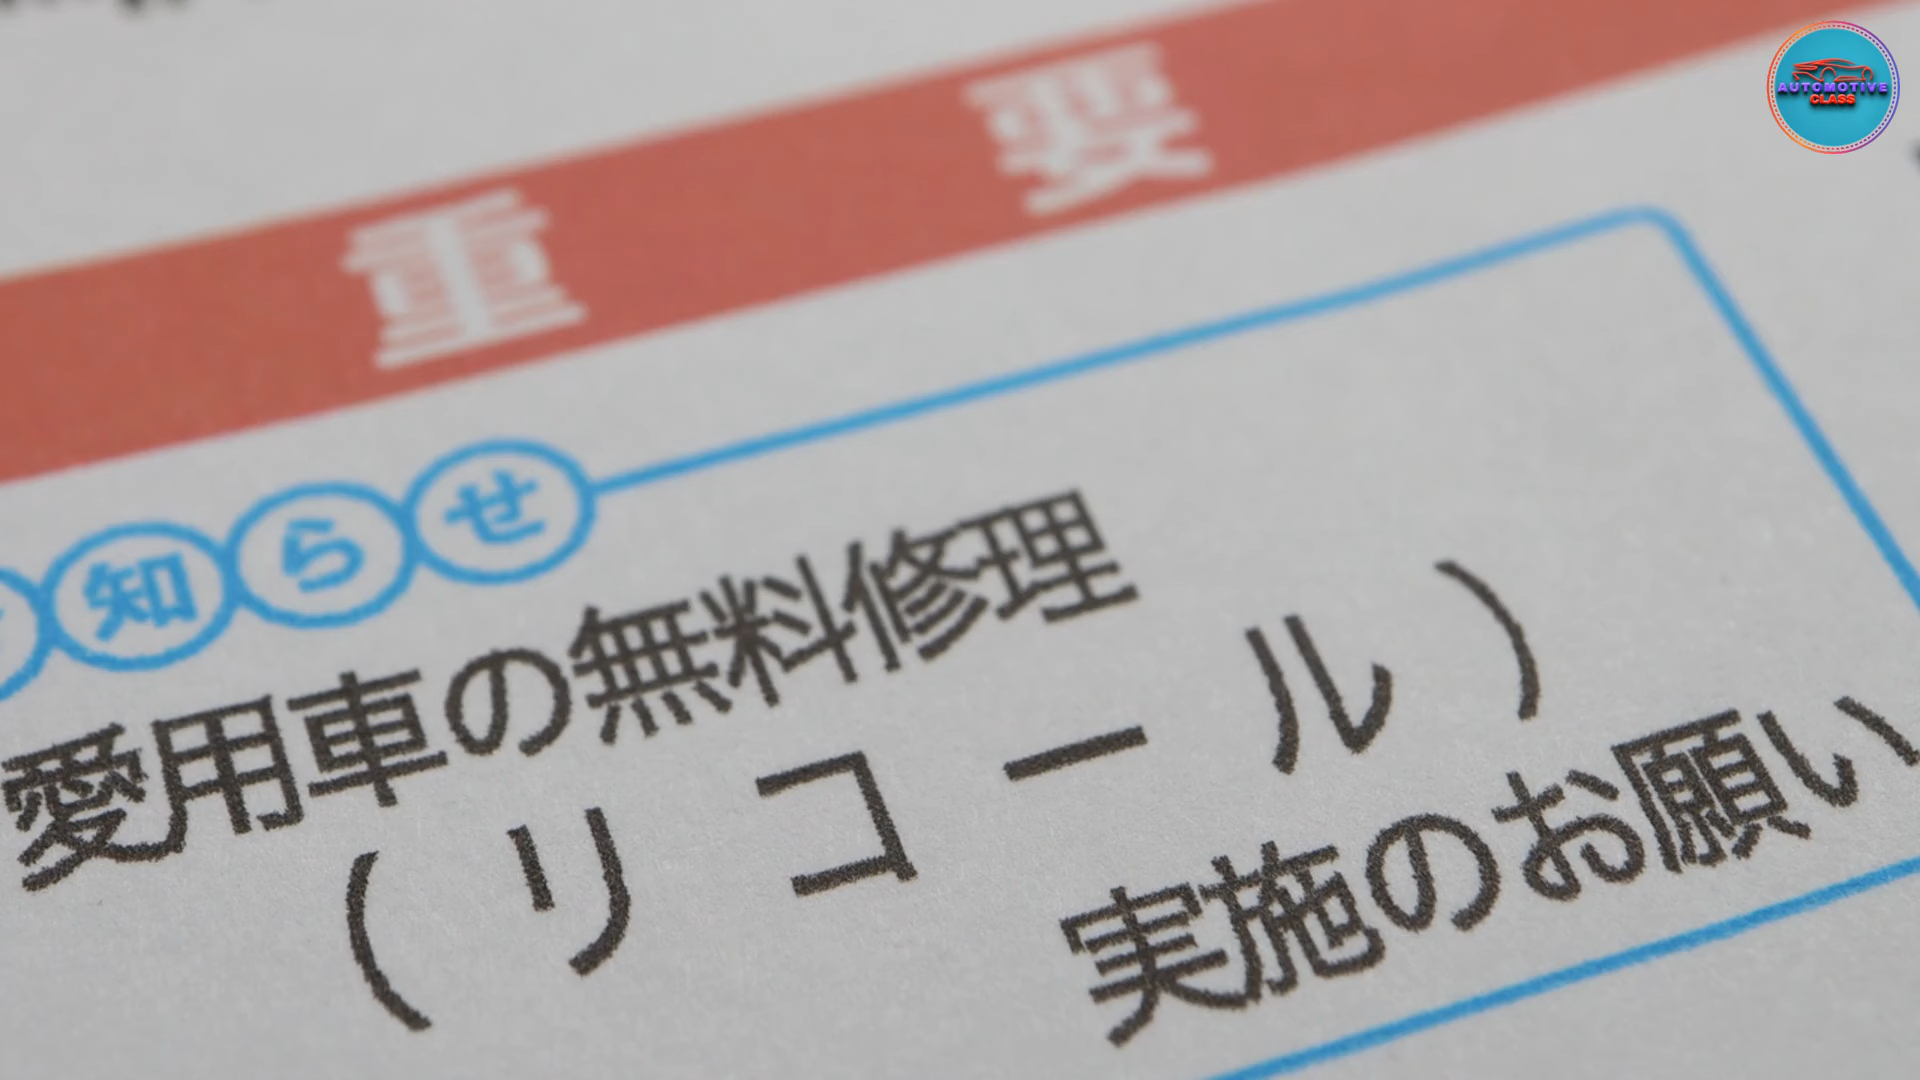 重要
知らせ
愛用車の無料修理
(リコール)
実施のお願い
AUTOMOTIVE
CLASS